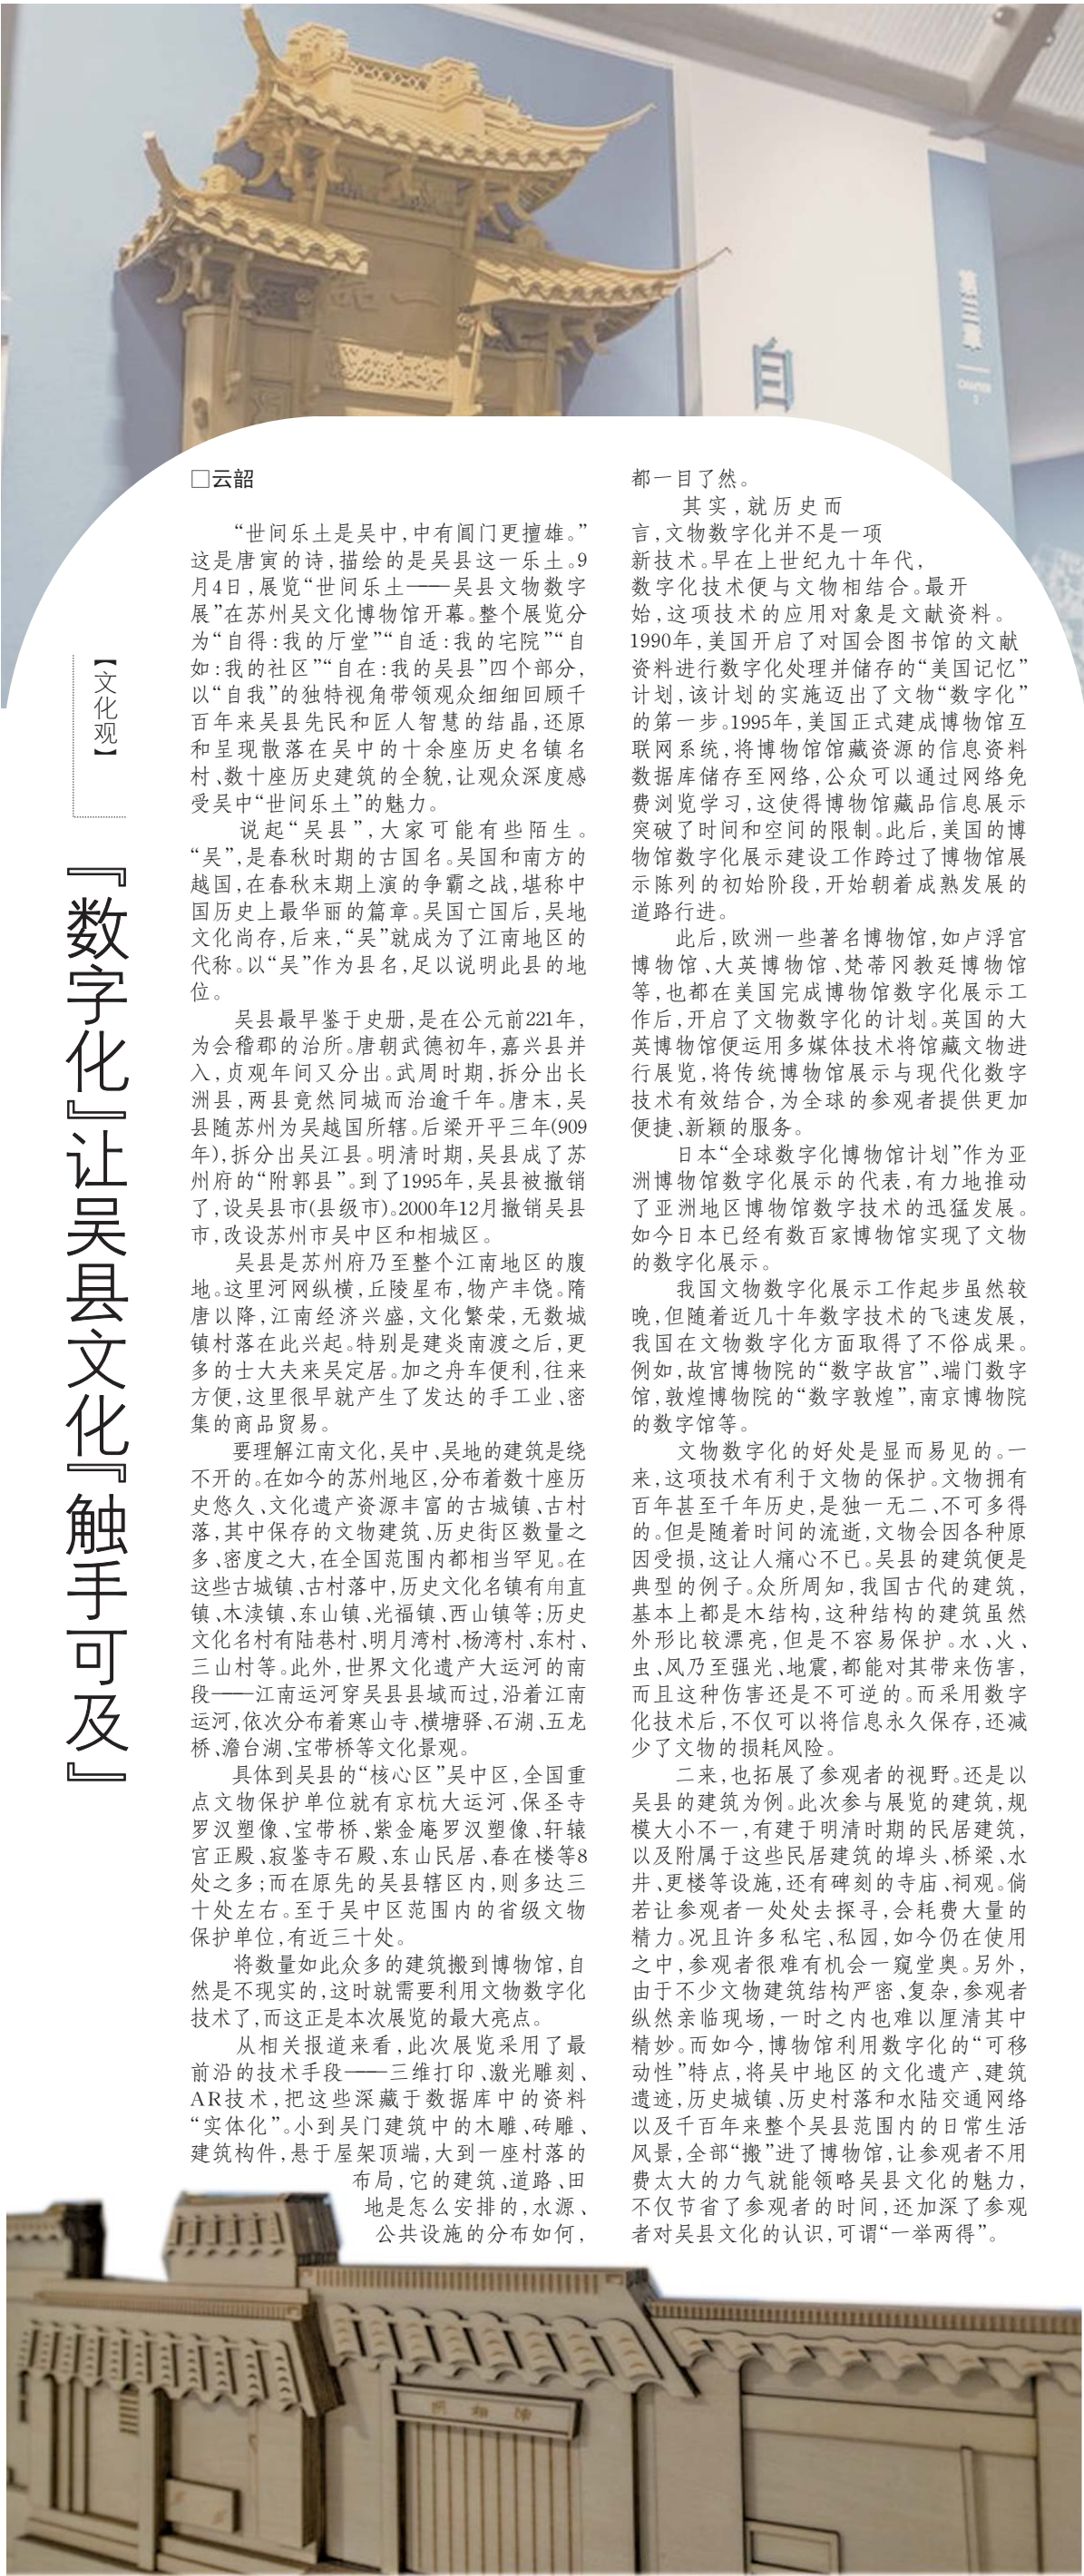 第三章
CHAPTER
3
自
【文化观】
『数字化』让吴县文化『触手可及』
□云韶
“世间乐土是吴中,中有阊门更擅雄。”
这是唐寅的诗,描绘的是吴县这一乐土。9
月4日,展览“世间乐土——吴县文物数字
展”在苏州吴文化博物馆开幕。整个展览分
为“自得:我的厅堂”“自适:我的宅院”“自
如:我的社区”“自在:我的吴县”四个部分,
以“自我”的独特视角带领观众细细回顾千
百年来吴县先民和匠人智慧的结晶,还原
和呈现散落在吴中的十余座历史名镇名
村、数十座历史建筑的全貌,让观众深度感
受吴中“世间乐土”的魅力。
说起“吴县”,大家可能有些陌生。
“吴”,是春秋时期的古国名。吴国和南方的
越国,在春秋末期上演的争霸之战,堪称中
国历史上最华丽的篇章。吴国亡国后,吴地
文化尚存,后来,“吴”就成为了江南地区的
代称。以“吴”作为县名,足以说明此县的地
位。
吴县最早鉴于史册,是在公元前221年,
为会稽郡的治所。唐朝武德初年,嘉兴县并
入,贞观年间又分出。武周时期,拆分出长
洲县,两县竟然同城而治逾千年。唐末,吴
县随苏州为吴越国所辖。后梁开平三年(909
年),拆分出吴江县。明清时期,吴县成了苏
州府的“附郭县”。到了1995年,吴县被撤销
了,设吴县市(县级市)。2000年12月撤销吴县
市,改设苏州市吴中区和相城区。
吴县是苏州府乃至整个江南地区的腹
地。这里河网纵横,丘陵星布,物产丰饶。隋
唐以降,江南经济兴盛,文化繁荣,无数城
镇村落在此兴起。特别是建炎南渡之后,更
多的士大夫来吴定居。加之舟车便利,往来
方便,这里很早就产生了发达的手工业、密
集的商品贸易。
要理解江南文化,吴中、吴地的建筑是绕
不开的。在如今的苏州地区,分布着数十座历
史悠久、文化遗产资源丰富的古城镇、古村
落,其中保存的文物建筑、历史街区数量之
多、密度之大,在全国范围内都相当罕见。在
这些古城镇、古村落中,历史文化名镇有甪直
镇、木渎镇、东山镇、光福镇、西山镇等;历史
文化名村有陆巷村、明月湾村、杨湾村、东村、
三山村等。此外,世界文化遗产大运河的南
段——江南运河穿吴县县域而过,沿着江南
运河,依次分布着寒山寺、横塘驿、石湖、五龙
桥、澹台湖、宝带桥等文化景观。
具体到吴县的“核心区”吴中区,全国重
点文物保护单位就有京杭大运河、保圣寺
罗汉塑像、宝带桥、紫金庵罗汉塑像、轩辕
宫正殿、寂鉴寺石殿、东山民居、春在楼等8
处之多;而在原先的吴县辖区内,则多达三
十处左右。至于吴中区范围内的省级文物
保护单位,有近三十处。
将数量如此众多的建筑搬到博物馆,自
然是不现实的,这时就需要利用文物数字化
技术了,而这正是本次展览的最大亮点。
从相关报道来看,此次展览采用了最
前沿的技术手段——三维打印、激光雕刻、
AR技术,把这些深藏于数据库中的资料
“实体化”。小到吴门建筑中的木雕、砖雕、
建筑构件,悬于屋架顶端,大到一座村落的
布局,它的建筑、道路、田
地是怎么安排的,水源、
公共设施的分布如何,
都一目了然。
其实,就历史而
言,文物数字化并不是一项
新技术。早在上世纪九十年代,
数字化技术便与文物相结合。最开
始,这项技术的应用对象是文献资料。
1990年,美国开启了对国会图书馆的文献
资料进行数字化处理并储存的“美国记忆”
计划,该计划的实施迈出了文物“数字化”
的第一步。1995年,美国正式建成博物馆互
联网系统,将博物馆馆藏资源的信息资料
数据库储存至网络,公众可以通过网络免
费浏览学习,这使得博物馆藏品信息展示
突破了时间和空间的限制。此后,美国的博
物馆数字化展示建设工作跨过了博物馆展
示陈列的初始阶段,开始朝着成熟发展的
道路行进。
此后,欧洲一些著名博物馆,如卢浮宫
博物馆、大英博物馆、梵蒂冈教廷博物馆
等,也都在美国完成博物馆数字化展示工
作后,开启了文物数字化的计划。英国的大
英博物馆便运用多媒体技术将馆藏文物进
行展览,将传统博物馆展示与现代化数字
技术有效结合,为全球的参观者提供更加
便捷、新颖的服务。
日本“全球数字化博物馆计划”作为亚
洲博物馆数字化展示的代表,有力地推动
了亚洲地区博物馆数字技术的迅猛发展。
如今日本已经有数百家博物馆实现了文物
的数字化展示。
我国文物数字化展示工作起步虽然较
晚,但随着近几十年数字技术的飞速发展,
我国在文物数字化方面取得了不俗成果。
例如,故宫博物院的“数字故宫”、端门数字
馆,敦煌博物院的“数字敦煌”,南京博物院
的数字馆等。
文物数字化的好处是显而易见的。一
来,这项技术有利于文物的保护。文物拥有
百年甚至千年历史,是独一无二、不可多得
的。但是随着时间的流逝,文物会因各种原
因受损,这让人痛心不已。吴县的建筑便是
典型的例子。众所周知,我国古代的建筑,
基本上都是木结构,这种结构的建筑虽然
外形比较漂亮,但是不容易保护。水、火、
虫、风乃至强光、地震,都能对其带来伤害,
而且这种伤害还是不可逆的。而采用数字
化技术后,不仅可以将信息永久保存,还减
少了文物的损耗风险。
二来,也拓展了参观者的视野。还是以
吴县的建筑为例。此次参与展览的建筑,规
模大小不一,有建于明清时期的民居建筑,
以及附属于这些民居建筑的埠头、桥梁、水
井、更楼等设施,还有碑刻的寺庙、祠观。倘
若让参观者一处处去探寻,会耗费大量的
精力。况且许多私宅、私园,如今仍在使用
之中,参观者很难有机会一窥堂奥。另外,
由于不少文物建筑结构严密、复杂,参观者
纵然亲临现场,一时之内也难以厘清其中
精妙。而如今,博物馆利用数字化的“可移
动性”特点,将吴中地区的文化遗产、建筑
遗迹,历史城镇、历史村落和水陆交通网络
以及千百年来整个吴县范围内的日常生活
风景,全部“搬”进了博物馆,让参观者不用
费太大的力气就能领略吴县文化的魅力,
不仅节省了参观者的时间,还加深了参观
者对吴县文化的认识,可谓“一举两得”。